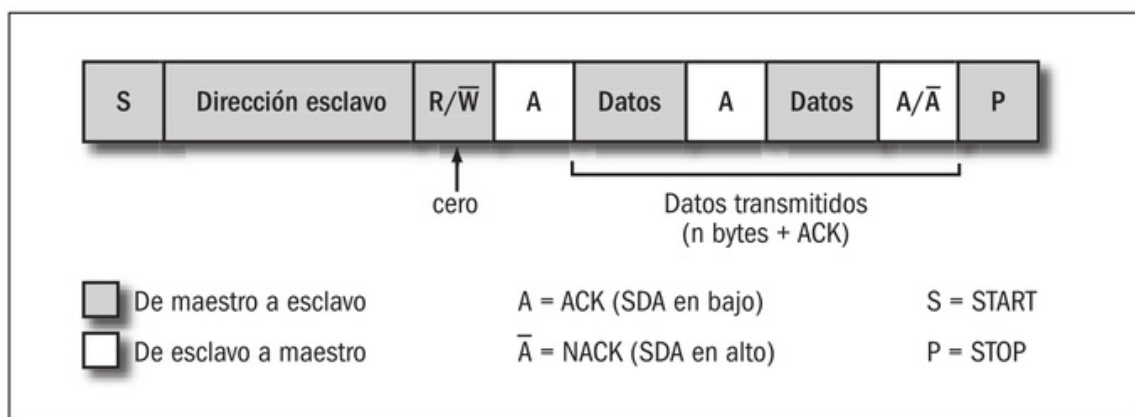 S Dirección esclavo R/W̅ A Datos A Datos A/A̅ P
cero
Datos transmitidos
(n bytes + ACK)
De maestro a esclavo A = ACK (SDA en bajo) S = START
De esclavo a maestro A̅ = NACK (SDA en alto) P = STOP